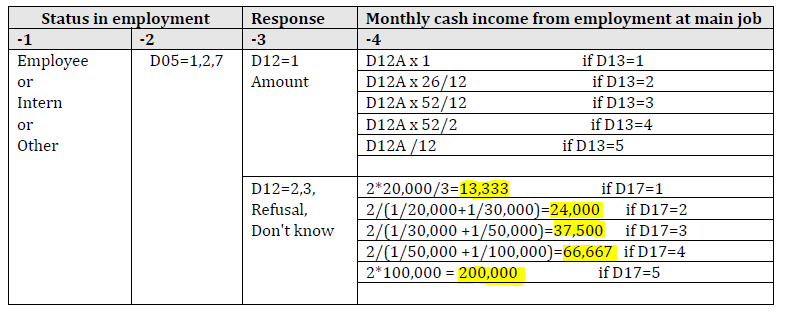 Status in employment Response Monthly cash income from employment at main job
-1 -2 -3 -4
Employee D05=1,2,7 D12=1 D12A x 1 if D13=1
or Amount D12A x 26/12 if D13=2
Intern D12A x 52/12 if D13=3
or D12A x 52/2 if D13=4
Other D12A /12 if D13=5
D12=2,3, 2*20,000/3=13,333 if D17=1
Refusal, 2/(1/20,000+1/30,000)=24,000 if D17=2
Don't know 2/(1/30,000 +1/50,000)=37,500 if D17=3
2/(1/50,000 +1/100,000)=66,667 if D17=4
2*100,000 = 200,000 if D17=5